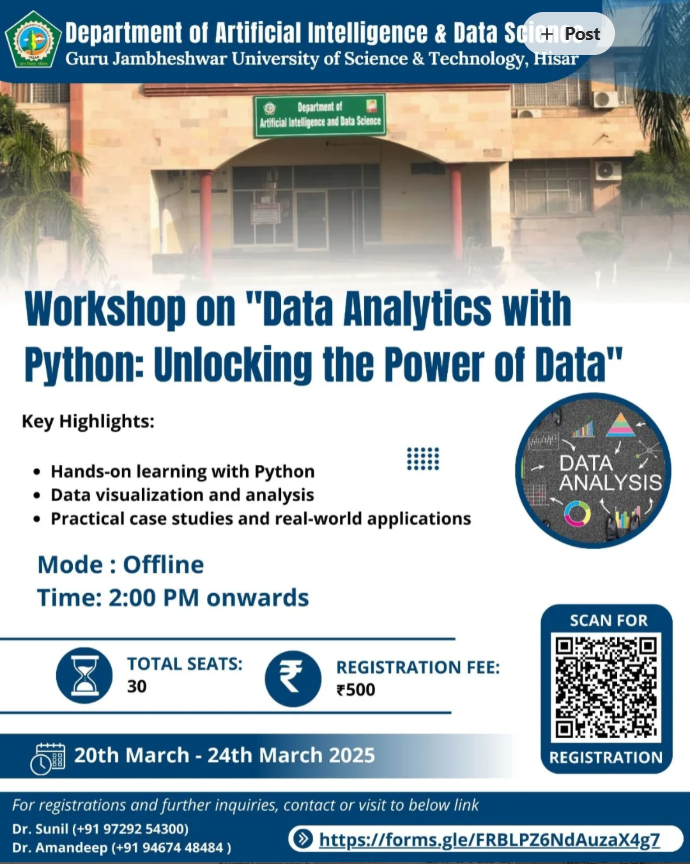 Department of Artificial Intelligence & Data Science
+ Post
Guru Jambheshwar University of Science & Technology, Hisar
Department of
Artificial Intelligence and Data Science
Workshop on "Data Analytics with
Python: Unlocking the Power of Data"
Key Highlights:
• Hands-on learning with Python
• Data visualization and analysis
• Practical case studies and real-world applications
DATA
ANALYSIS
Mode : Offline
Time: 2:00 PM onwards
TOTAL SEATS:
30
REGISTRATION FEE:
₹500
SCAN FOR
REGISTRATION
20th March - 24th March 2025
For registrations and further inquiries, contact or visit to below link
Dr. Sunil (+91 97292 54300)
Dr. Amandeep (+91 94674 48484 )
https://forms.gle/FRBLPZ6NdAuzaX4g7